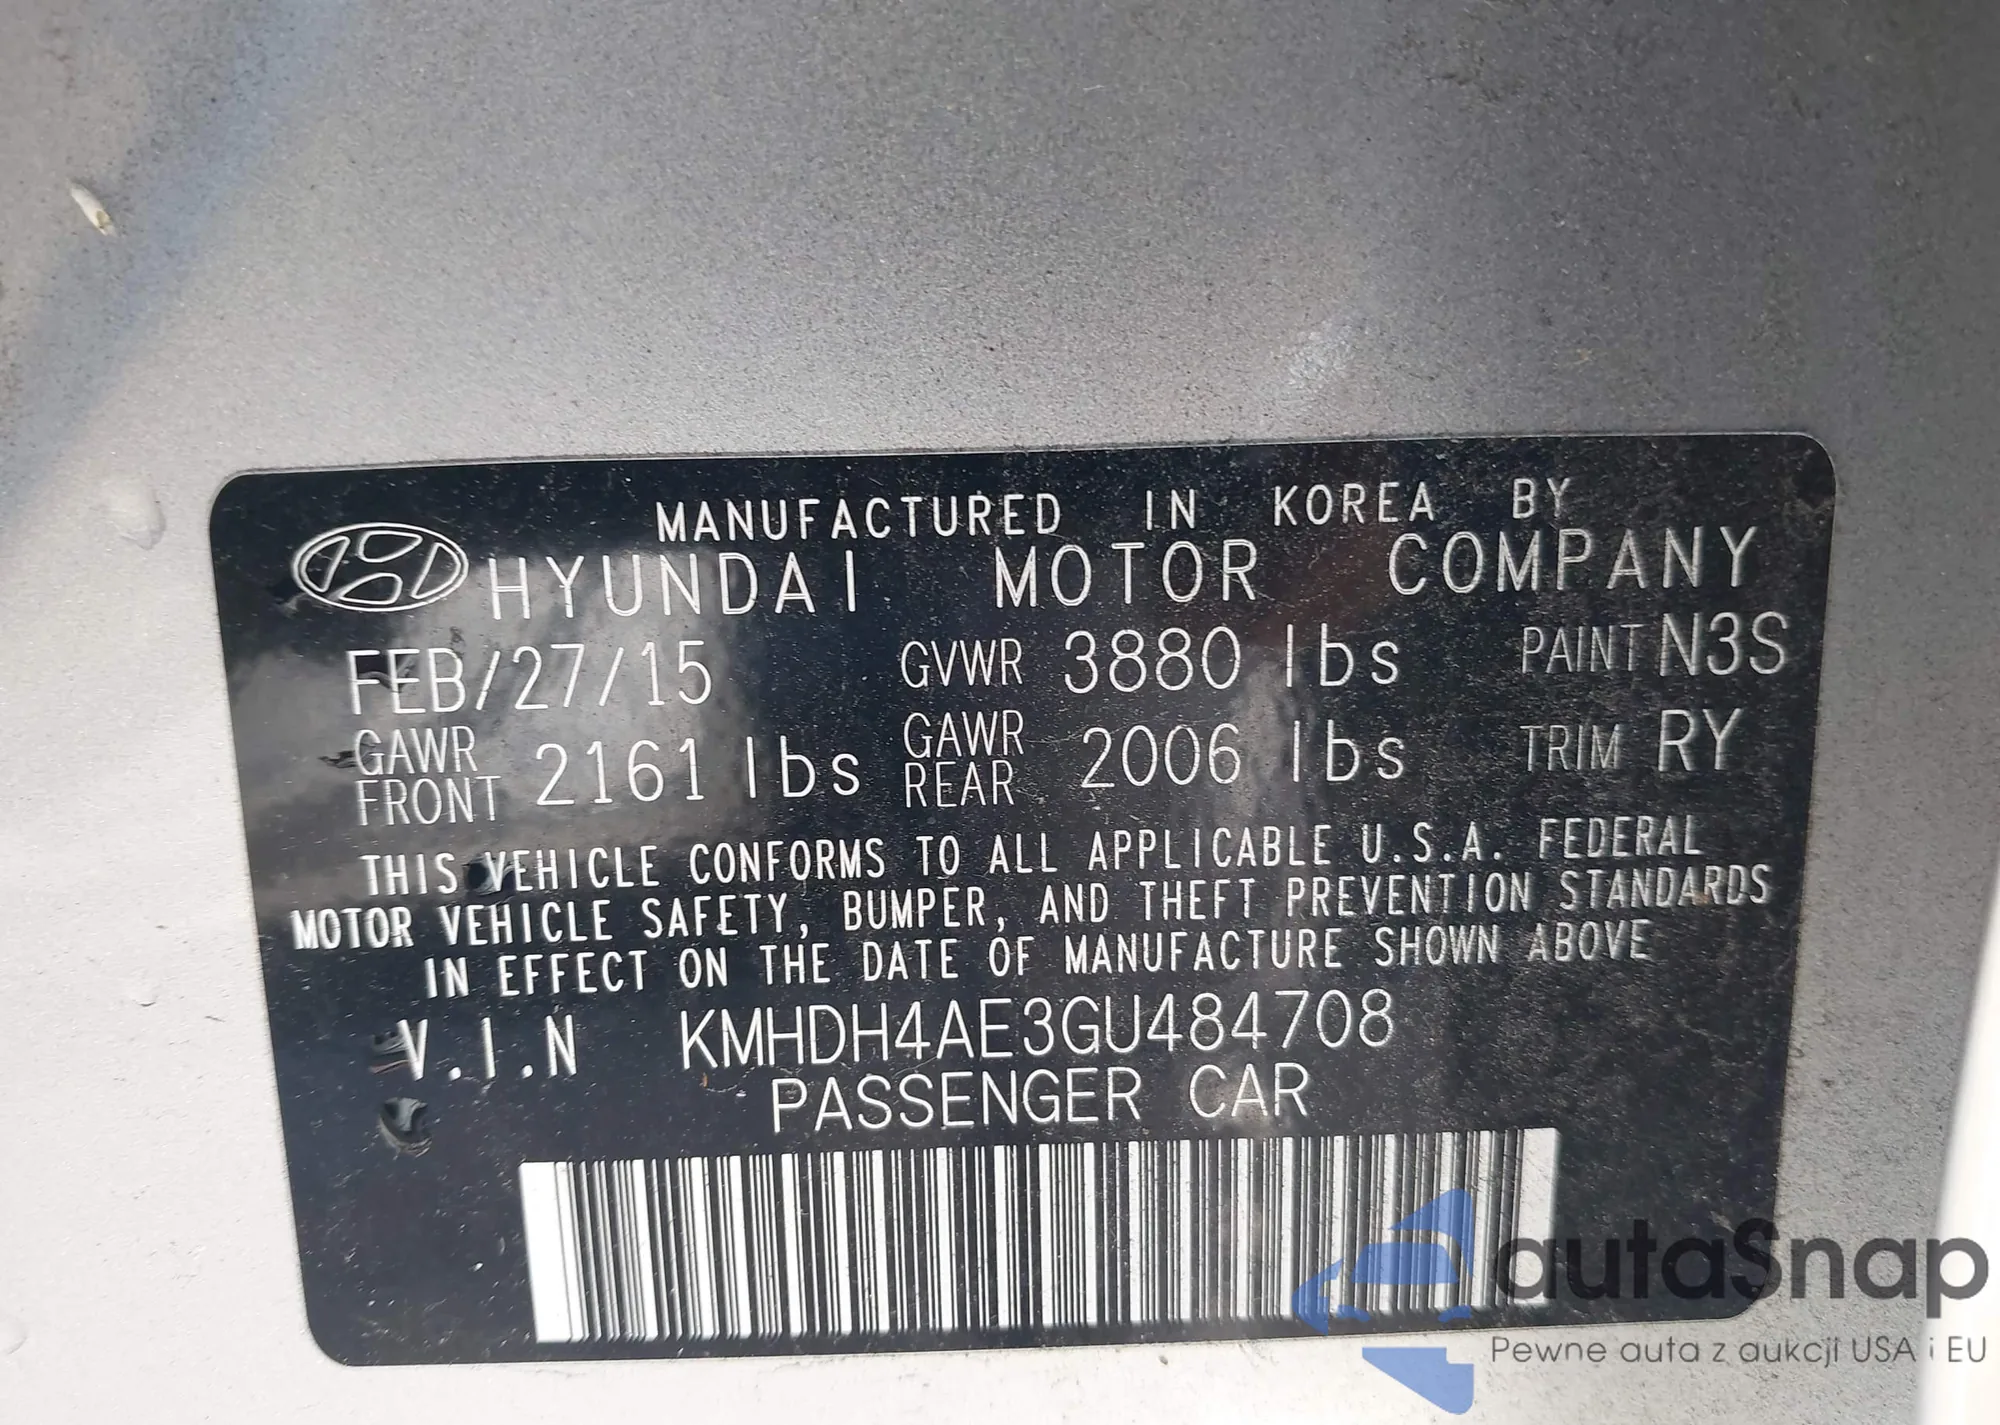 MANUFACTURED IN KOREA BY
HYUNDAI MOTOR COMPANY
FEB/27/15 GVWR 3880 lbs PAINT N3S
GAWR FRONT 2161 lbs GAWR REAR 2006 lbs TRIM RY
THIS VEHICLE CONFORMS TO ALL APPLICABLE U.S.A. FEDERAL
MOTOR VEHICLE SAFETY, BUMPER, AND THEFT PREVENTION STANDARDS
IN EFFECT ON THE DATE OF MANUFACTURE SHOWN ABOVE
V.I.N KMHDH4AE3GU484708
PASSENGER CAR
autaSnap
Pewne auta z aukcji USA i EU